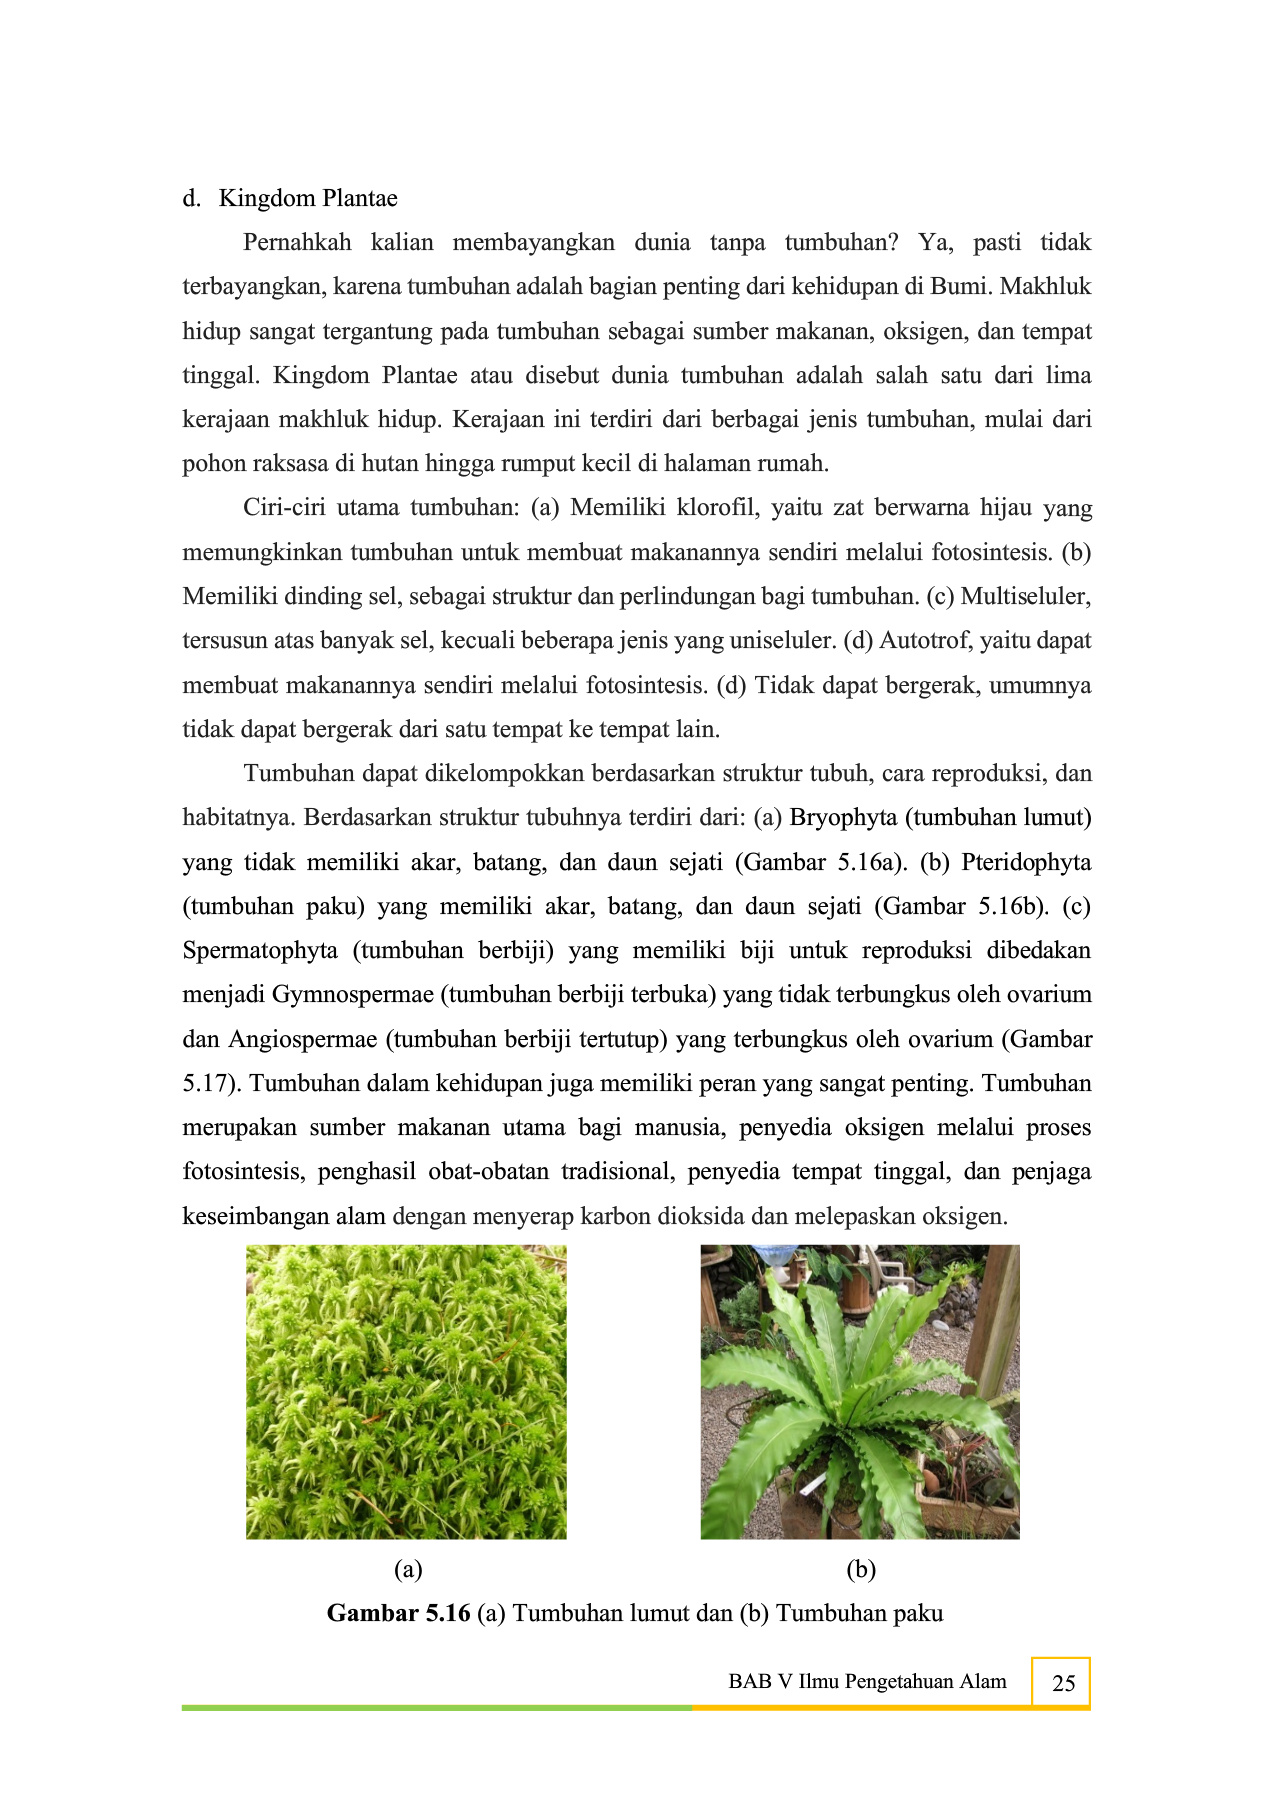 d. Kingdom Plantae
Pernahkah kalian membayangkan dunia tanpa tumbuhan? Ya, pasti tidak
terbayangkan, karena tumbuhan adalah bagian penting dari kehidupan di Bumi. Makhluk
hidup sangat tergantung pada tumbuhan sebagai sumber makanan, oksigen, dan tempat
tinggal. Kingdom Plantae atau disebut dunia tumbuhan adalah salah satu dari lima
kerajaan makhluk hidup. Kerajaan ini terdiri dari berbagai jenis tumbuhan, mulai dari
pohon raksasa di hutan hingga rumput kecil di halaman rumah.
Ciri-ciri utama tumbuhan: (a) Memiliki klorofil, yaitu zat berwarna hijau yang
memungkinkan tumbuhan untuk membuat makanannya sendiri melalui fotosintesis. (b)
Memiliki dinding sel, sebagai struktur dan perlindungan bagi tumbuhan. (c) Multiseluler,
tersusun atas banyak sel, kecuali beberapa jenis yang uniseluler. (d) Autotrof, yaitu dapat
membuat makanannya sendiri melalui fotosintesis. (d) Tidak dapat bergerak, umumnya
tidak dapat bergerak dari satu tempat ke tempat lain.
Tumbuhan dapat dikelompokkan berdasarkan struktur tubuh, cara reproduksi, dan
habitatnya. Berdasarkan struktur tubuhnya terdiri dari: (a) Bryophyta (tumbuhan lumut)
yang tidak memiliki akar, batang, dan daun sejati (Gambar 5.16a). (b) Pteridophyta
(tumbuhan paku) yang memiliki akar, batang, dan daun sejati (Gambar 5.16b). (c)
Spermatophyta (tumbuhan berbiji) yang memiliki biji untuk reproduksi dibedakan
menjadi Gymnospermae (tumbuhan berbiji terbuka) yang tidak terbungkus oleh ovarium
dan Angiospermae (tumbuhan berbiji tertutup) yang terbungkus oleh ovarium (Gambar
5.17). Tumbuhan dalam kehidupan juga memiliki peran yang sangat penting. Tumbuhan
merupakan sumber makanan utama bagi manusia, penyedia oksigen melalui proses
fotosintesis, penghasil obat-obatan tradisional, penyedia tempat tinggal, dan penjaga
keseimbangan alam dengan menyerap karbon dioksida dan melepaskan oksigen.
(a) (b)
Gambar 5.16 (a) Tumbuhan lumut dan (b) Tumbuhan paku
BAB V Ilmu Pengetahuan Alam 25